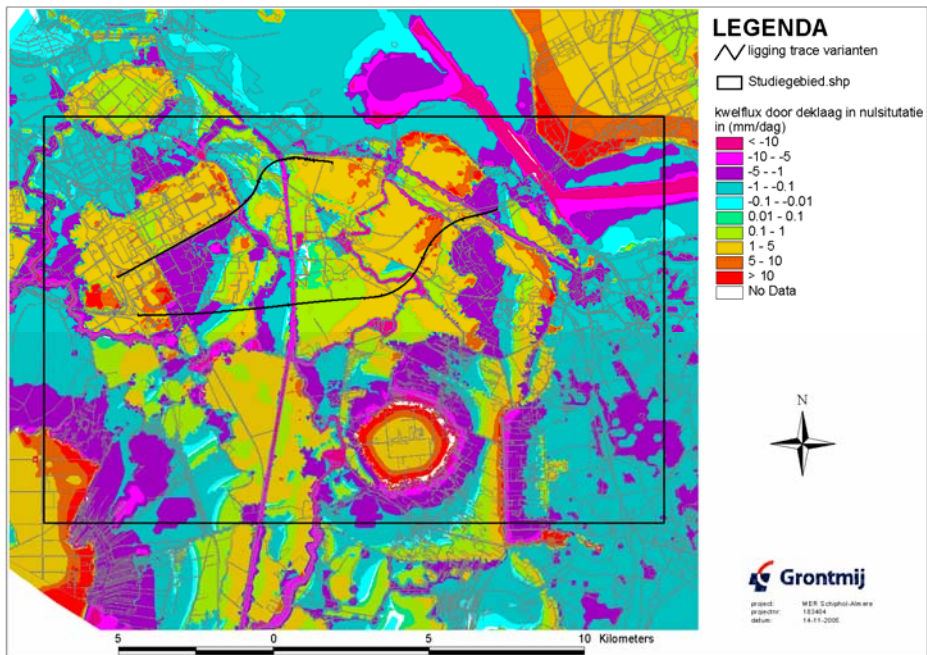 LEGENDA
ligging trace varianten
Studiegebied.shp
kwelflux door deklaag in nulsitutatie
in (mm/dag)
< -10
-10 - -5
-5 - -1
-1 - -0.1
-0.1 - -0.01
0.01 - 0.1
0.1 - 1
1 - 5
5 - 10
> 10
No Data
N
Grontmij
project: MER Schiphol-Almere
projectnr: 183404
datum: 14-11-2005
5 0 5 10 Kilometers